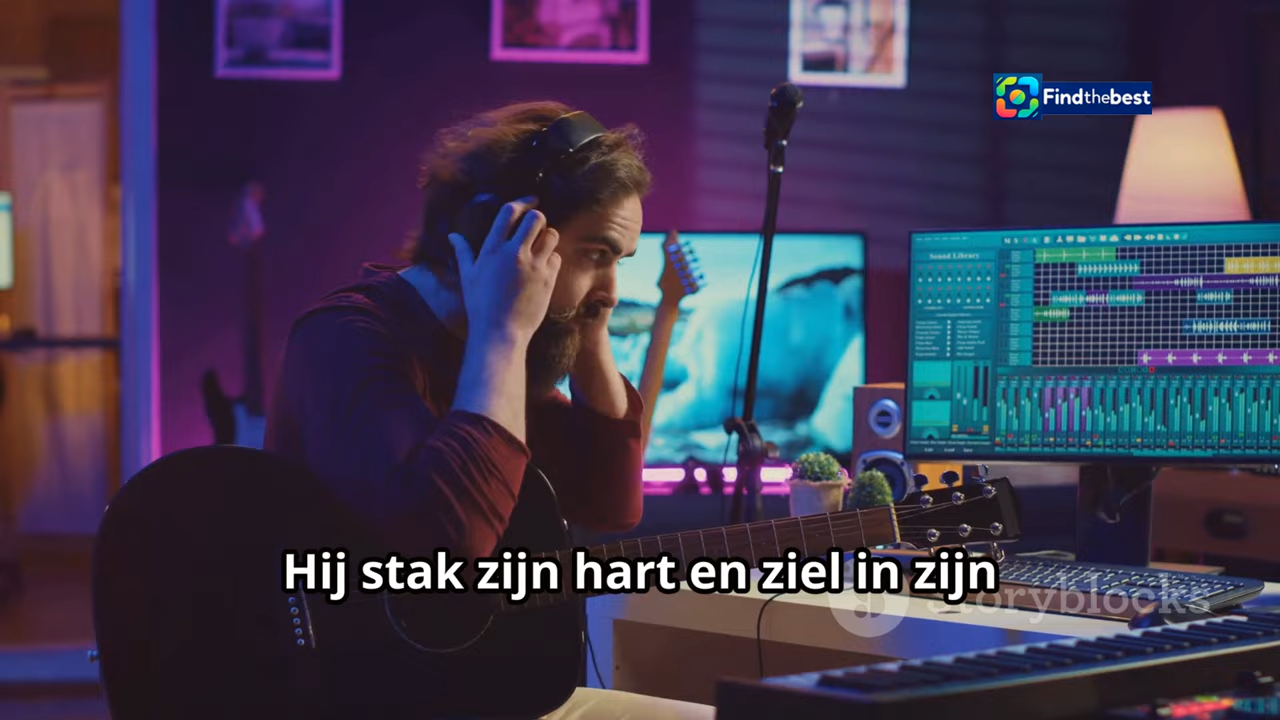 Findthebest
Sound Library
Hij stak zijn hart en ziel in zijn
Storyblocks